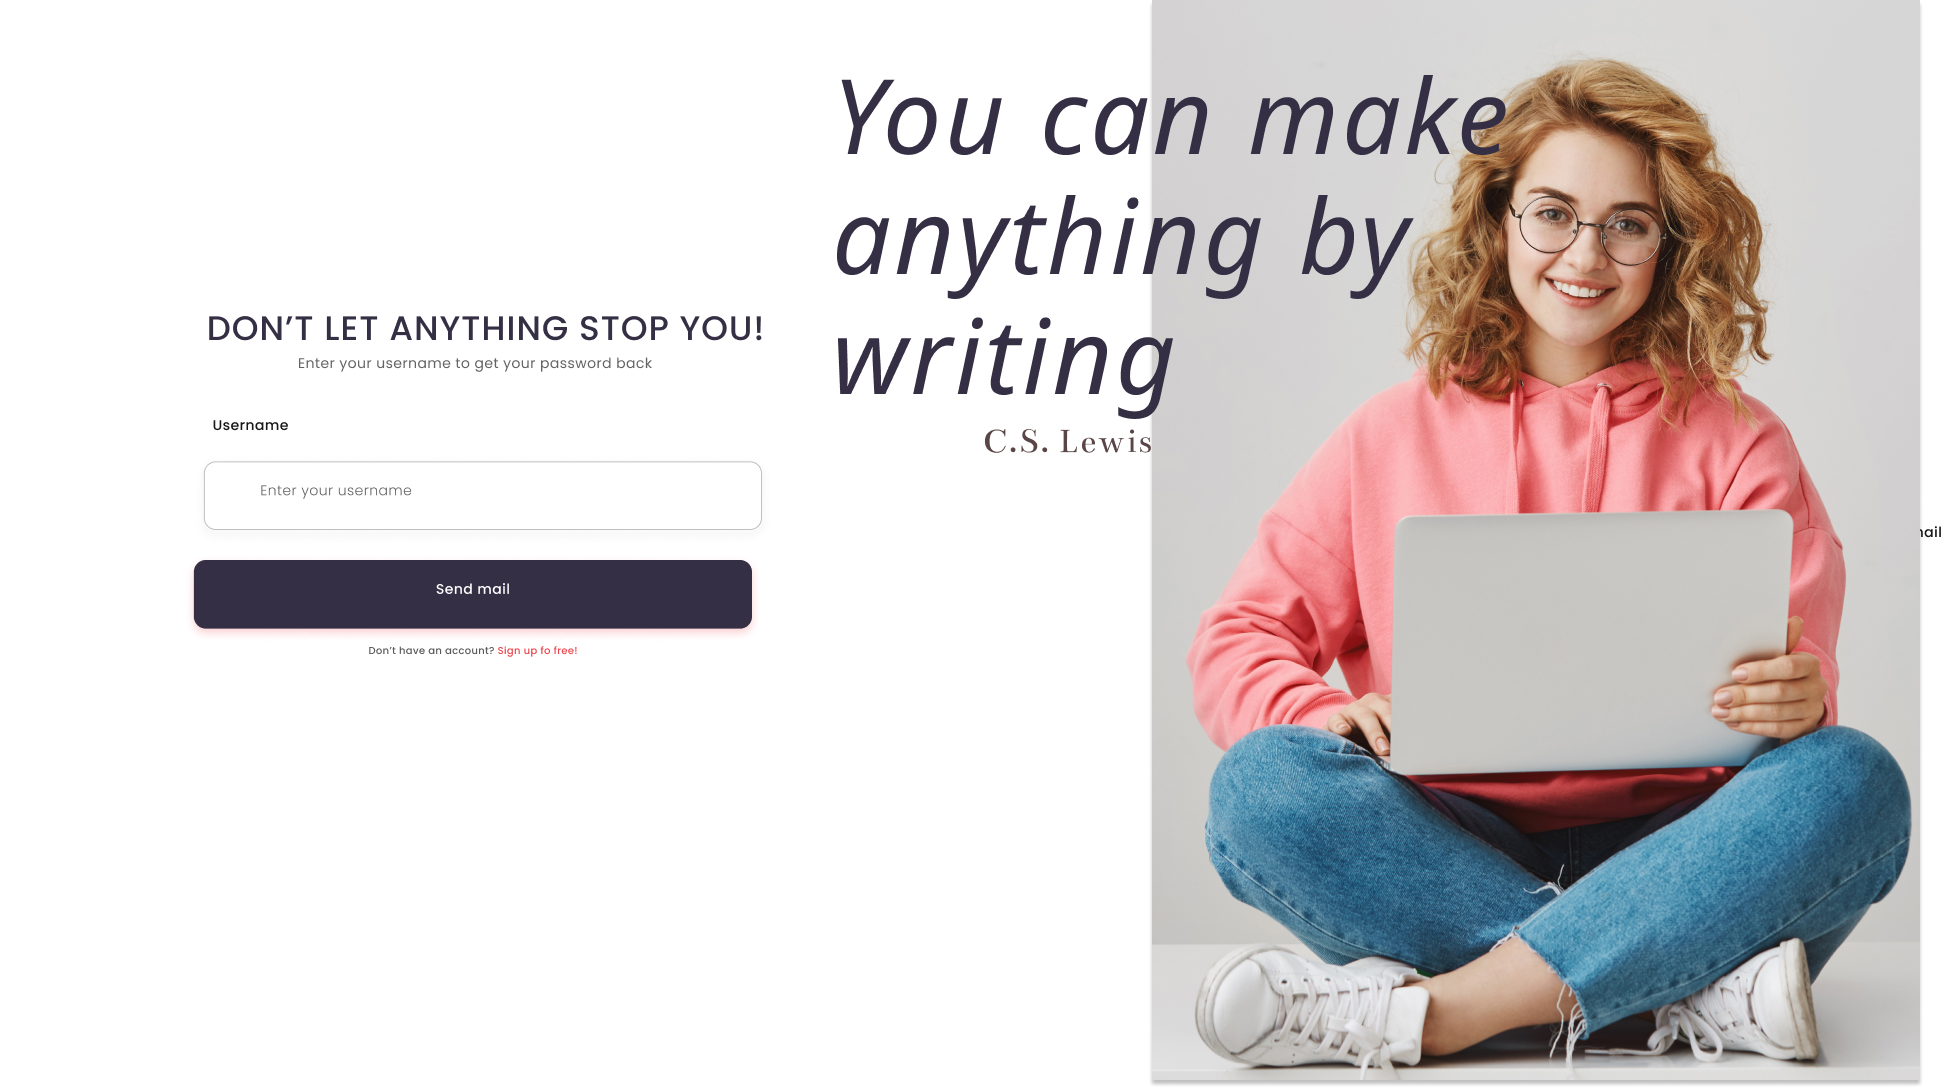 You can make
anything by
writing
C.S. Lewis
DON’T LET ANYTHING STOP YOU!
Enter your username to get your password back
Username
Enter your username
Send mail
Don’t have an account? Sign up fo free!